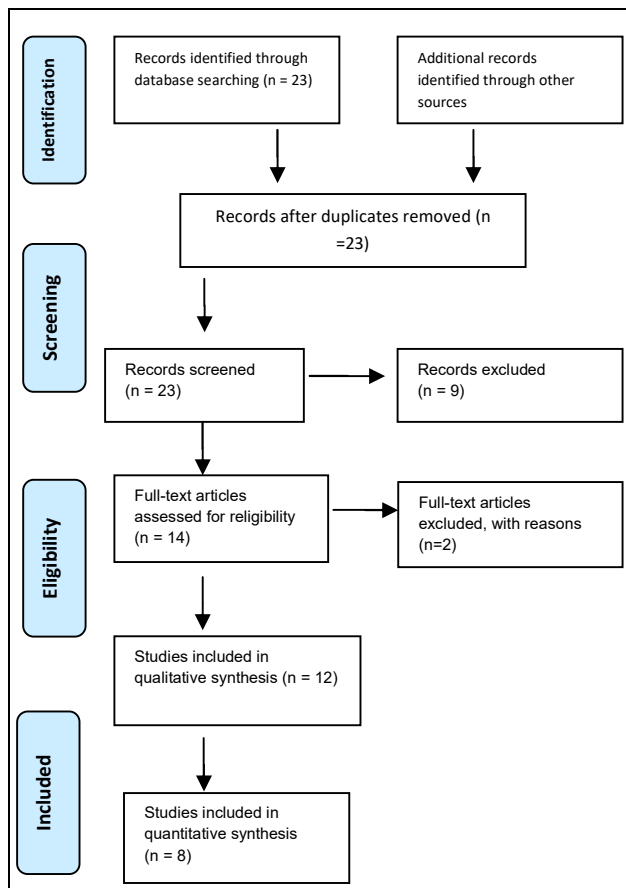 Identification
Records identified through
database searching (n = 23)
Additional records
identified through other
sources
Records after duplicates removed (n
=23)
Screening
Records screened
(n = 23)
Records excluded
(n = 9)
Eligibility
Full-text articles
assessed for religibility
(n = 14)
Full-text articles
excluded, with reasons
(n=2)
Studies included in
qualitative synthesis (n = 12)
Included
Studies included in
quantitative synthesis
(n = 8)